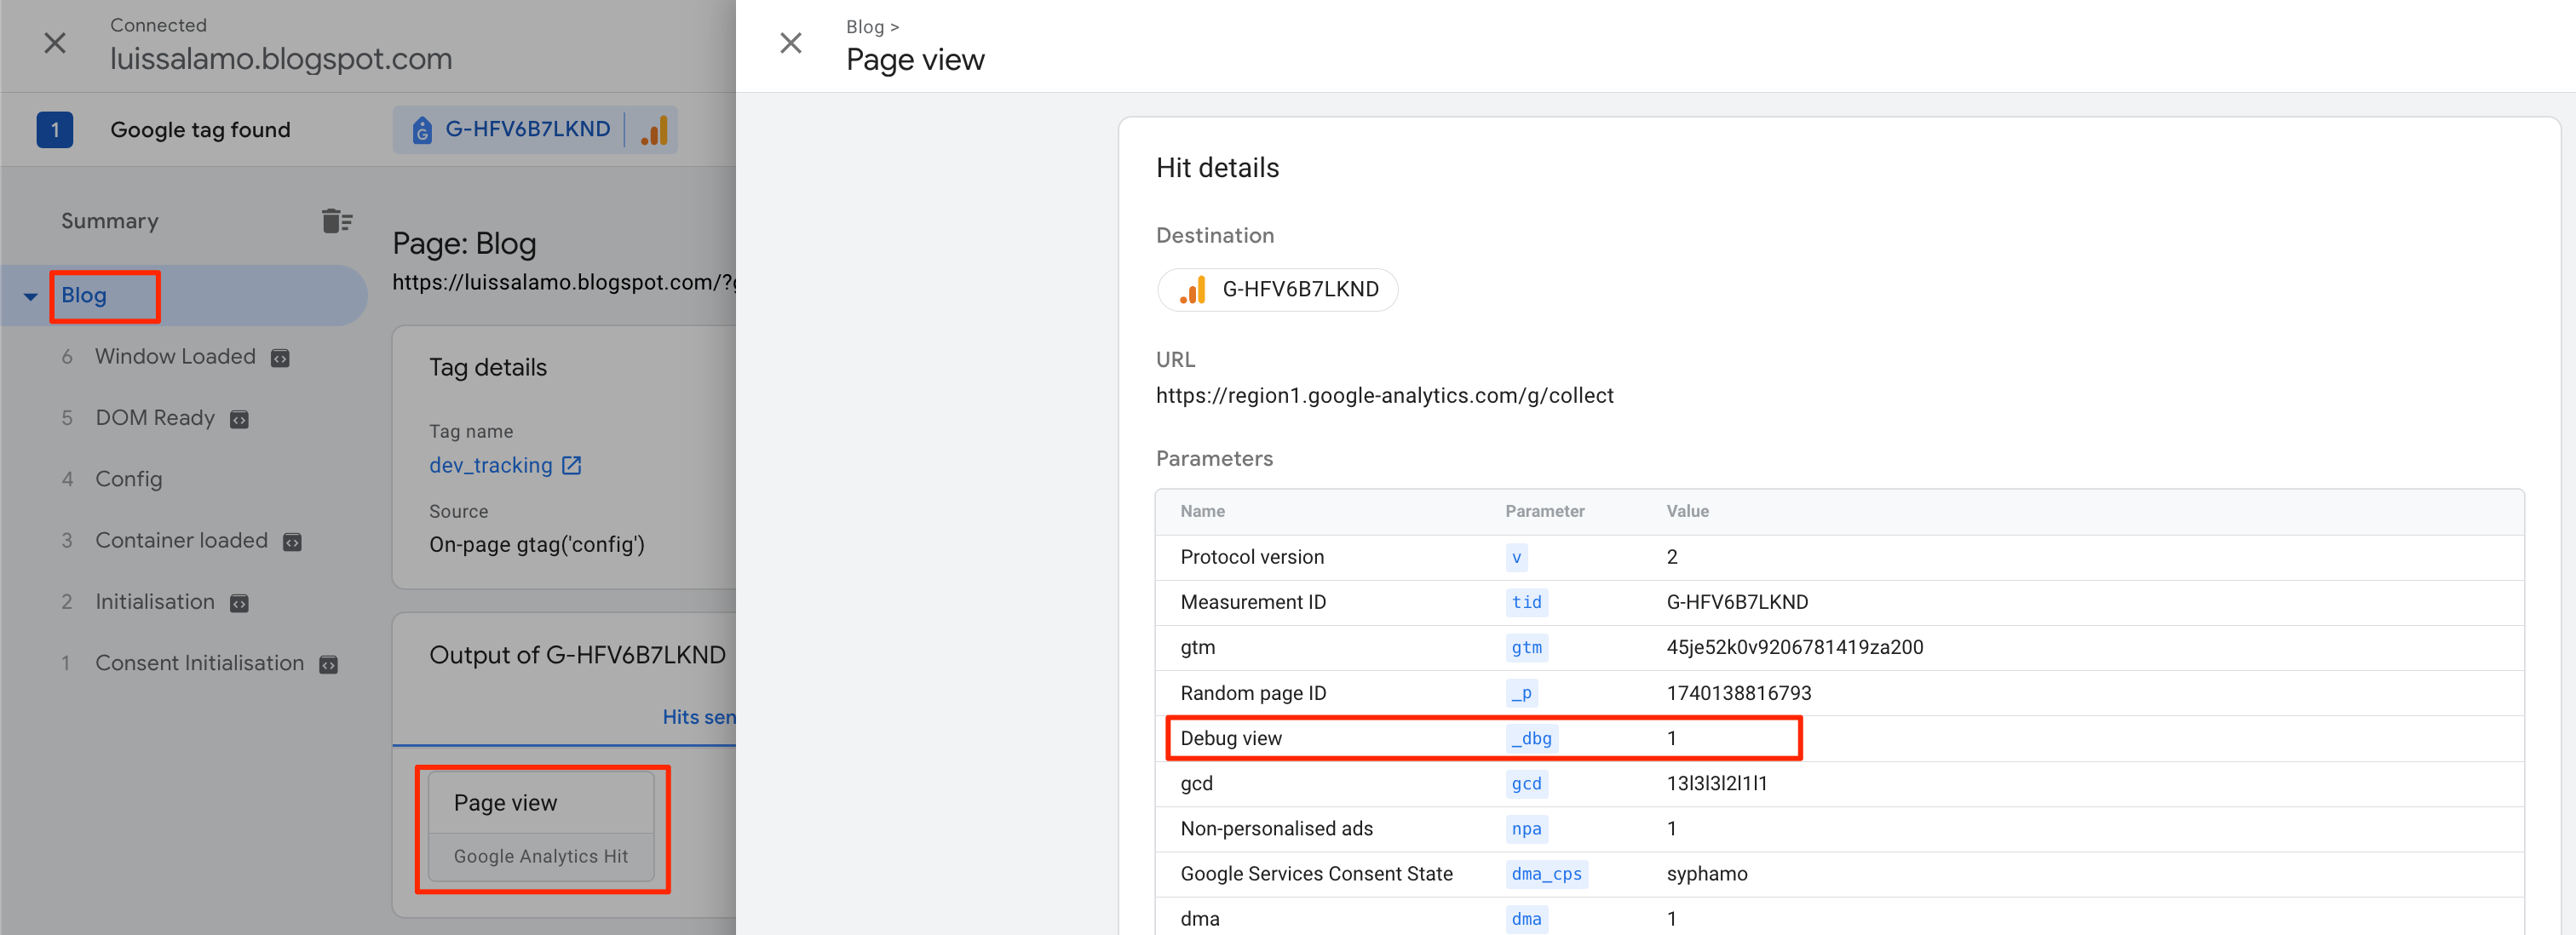 Connected
luissalamo.blogspot.com
1 Google tag found G-HFV6B7LKND
Summary
Blog
6 Window Loaded
5 DOM Ready
4 Config
3 Container loaded
2 Initialisation
1 Consent Initialisation
Page: Blog
https://luissalamo.blogspot.com/?g
Tag details
Tag name
dev_tracking
Source
On-page gtag('config')
Output of G-HFV6B7LKND
Hits sen
Page view
Google Analytics Hit
Blog >
Page view
Hit details
Destination
G-HFV6B7LKND
URL
https://region1.google-analytics.com/g/collect
Parameters
Name Parameter Value
Protocol version v 2
Measurement ID tid G-HFV6B7LKND
gtm gtm 45je52k0v9206781419za200
Random page ID _p 1740138816793
Debug view _dbg 1
gcd gcd 13l3l3l2l1l1
Non-personalised ads npa 1
Google Services Consent State dma_cps syphamo
dma dma 1